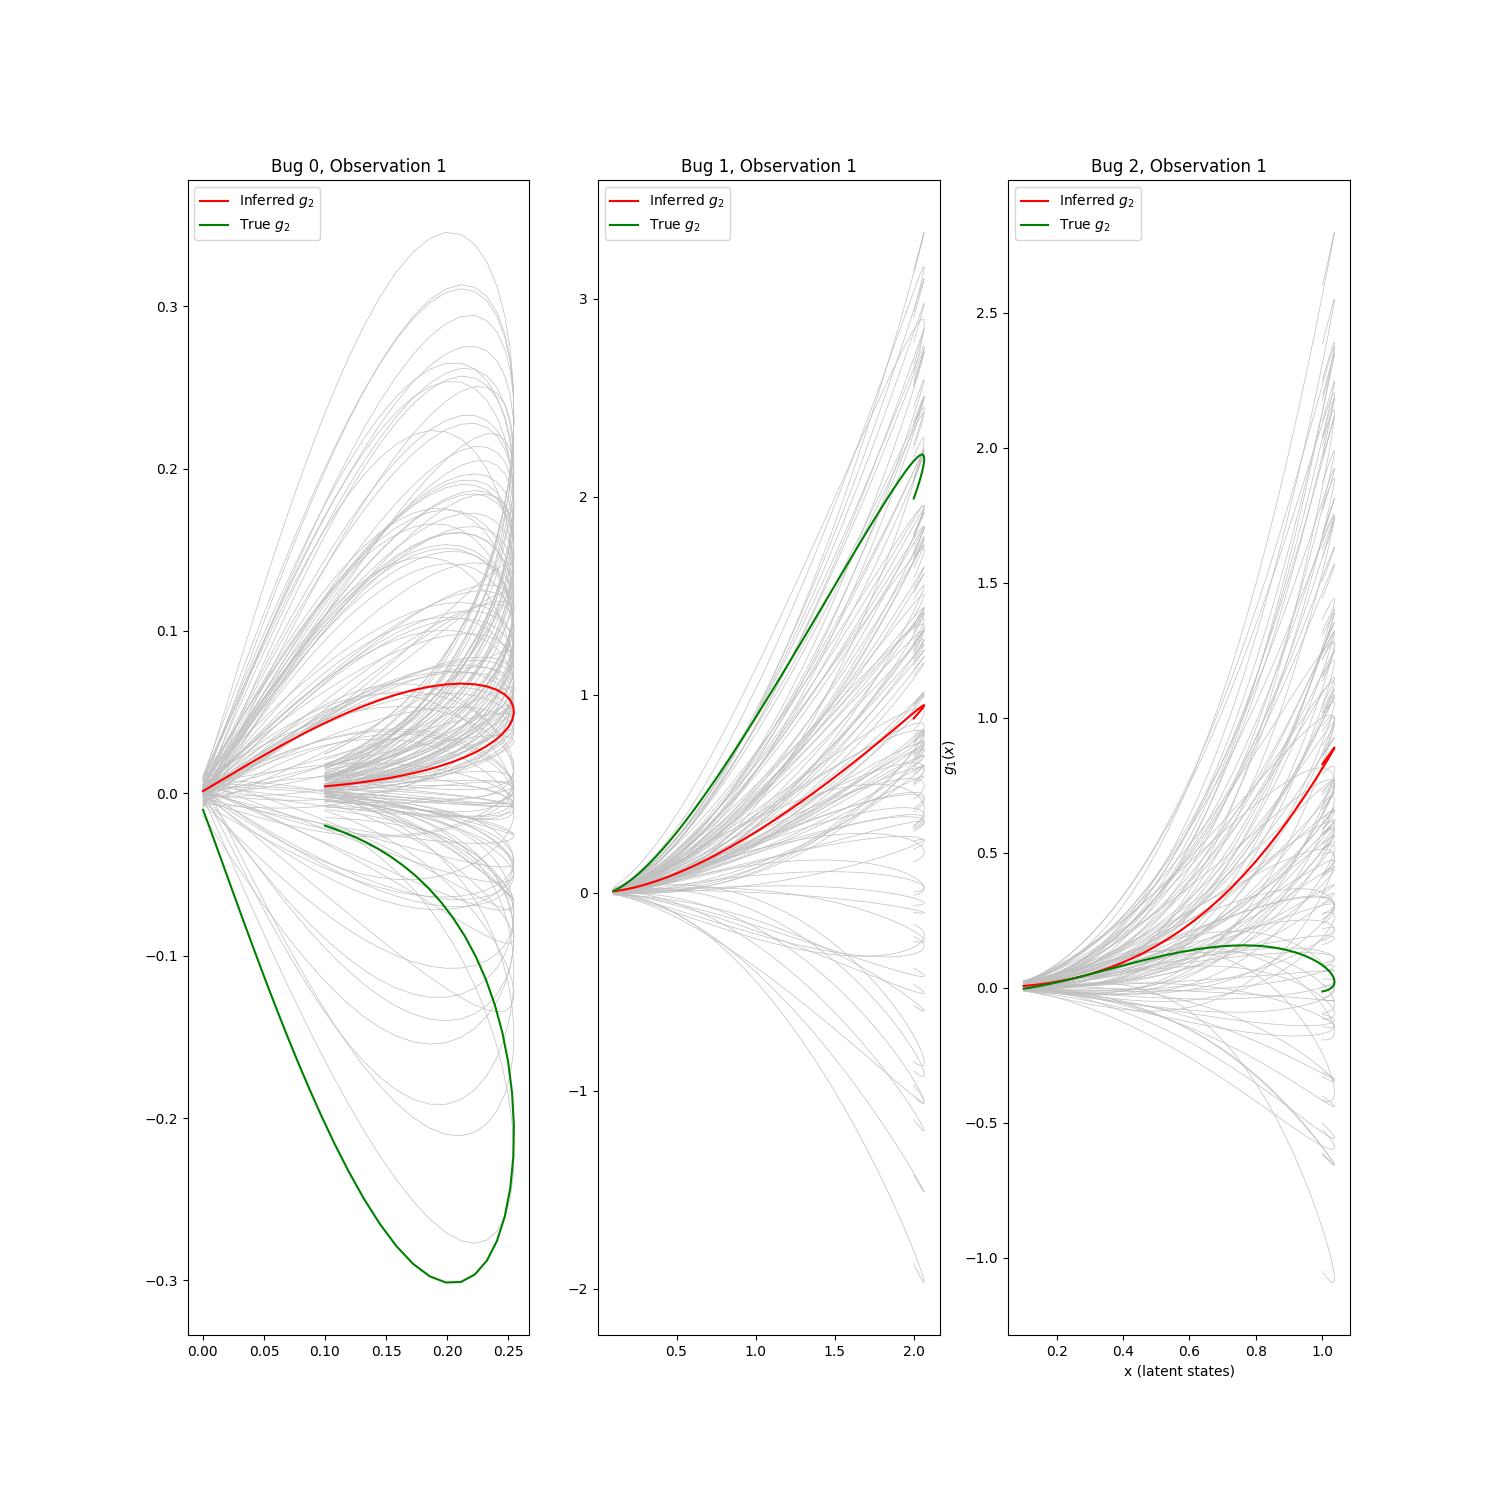 Bug 0, Observation 1
Inferred g₂
True g₂
0.3
0.2
0.1
0.0
−0.1
−0.2
−0.3
0.00 0.05 0.10 0.15 0.20 0.25
Bug 1, Observation 1
Inferred g₂
True g₂
3
2
1
0
−1
−2
0.5 1.0 1.5 2.0
Bug 2, Observation 1
Inferred g₂
True g₂
g₁(x)
2.5
2.0
1.5
1.0
0.5
0.0
−0.5
−1.0
0.2 0.4 0.6 0.8 1.0
x (latent states)